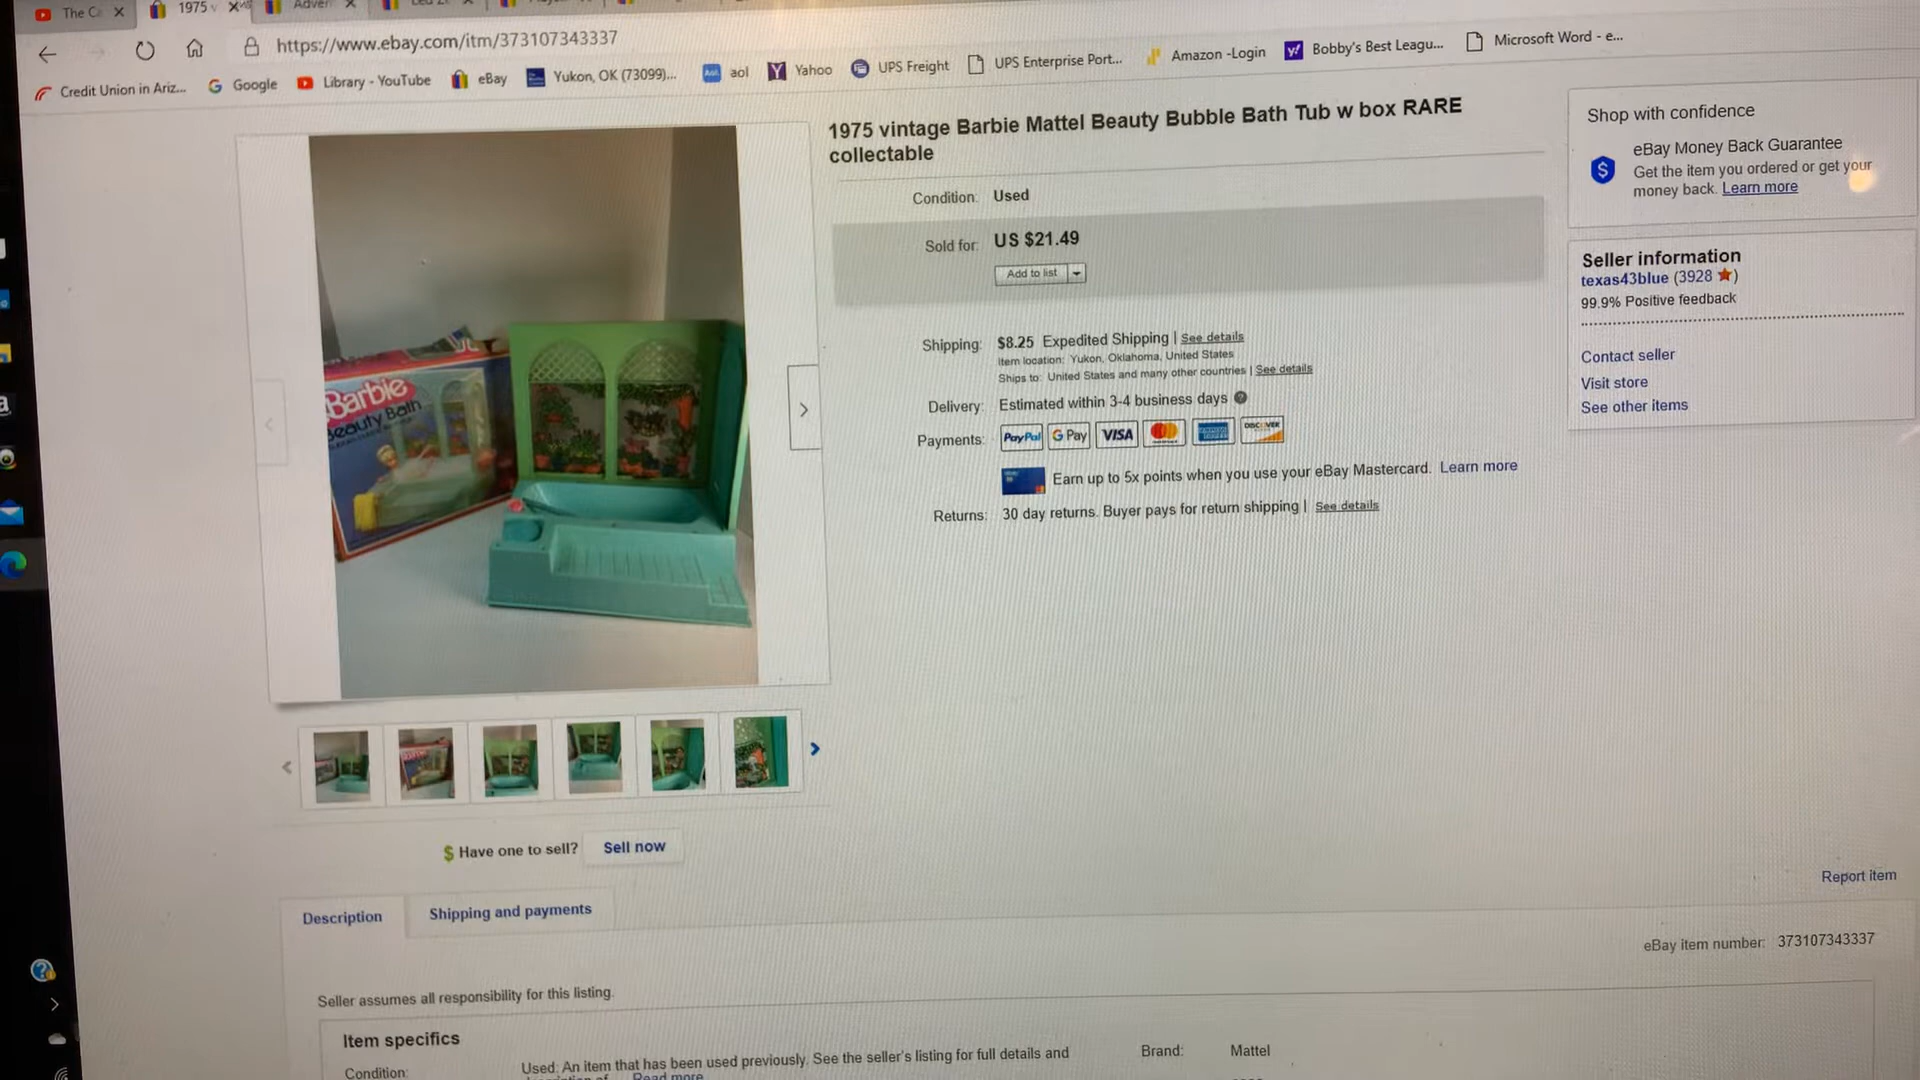 The C
1975
Adver
https://www.ebay.com/itm/373107343337
Credit Union in Ariz...
Google
Library - YouTube
eBay
Yukon, OK (73099)...
aol
Yahoo
UPS Freight
UPS Enterprise Port...
Amazon -Login
Bobby's Best Leagu...
Microsoft Word - e...
1975 vintage Barbie Mattel Beauty Bubble Bath Tub w box RARE
collectable
Condition: Used
Sold for: US $21.49
Add to list
Shipping: $8.25 Expedited Shipping | See details
Item location: Yukon, Oklahoma, United States
Ships to: United States and many other countries | See details
Delivery: Estimated within 3-4 business days
Payments: PayPal G Pay VISA DISCOVER
Earn up to 5x points when you use your eBay Mastercard. Learn more
Returns: 30 day returns. Buyer pays for return shipping | See details
Shop with confidence
eBay Money Back Guarantee
Get the item you ordered or get your
money back. Learn more
Seller information
texas43blue (3928)
99.9% Positive feedback
Contact seller
Visit store
See other items
Barbie
Beauty Bath
$ Have one to sell? Sell now
Report item
Description
Shipping and payments
eBay item number: 373107343337
Seller assumes all responsibility for this listing.
Item specifics
Condition: Used: An item that has been used previously. See the seller's listing for full details and
Read more
Brand: Mattel